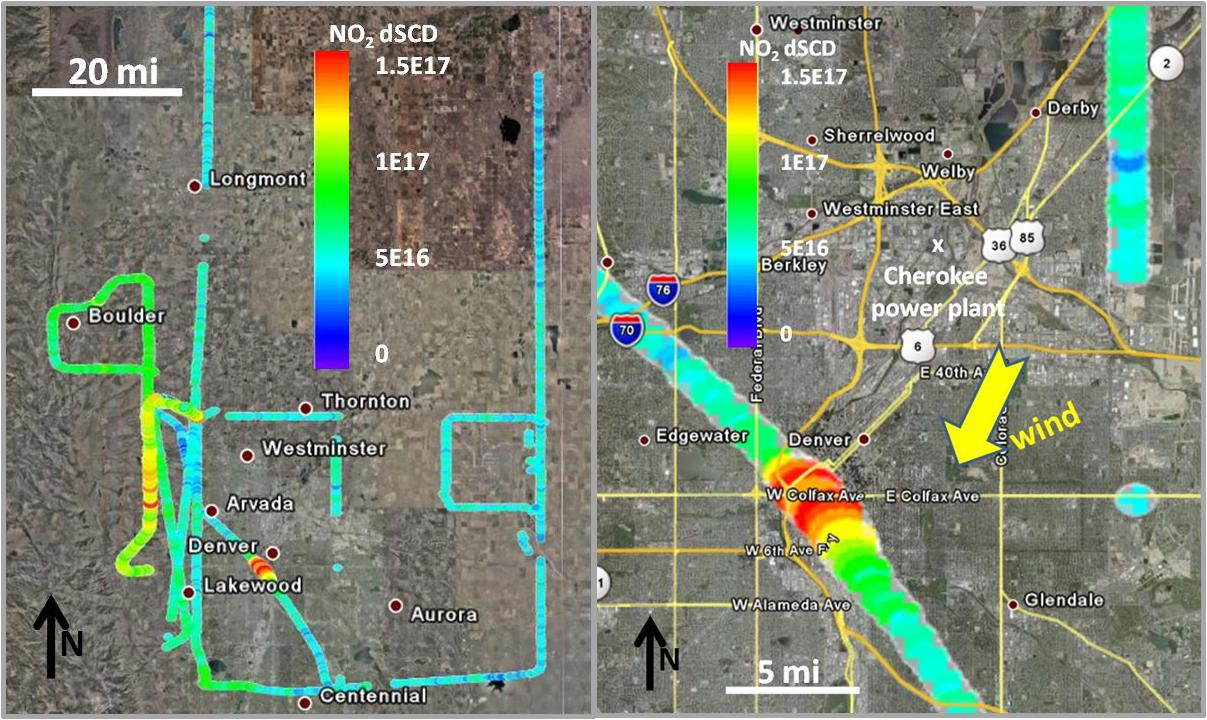 NO2 dSCD
20 mi
1.5E17
1E17
Longmont
5E16
Boulder
0
Thornton
Westminster
Arvada
Denver
Lakewood
Aurora
N
Centennial
Westminster
NO2 dSCD
2
1.5E17
Derby
Sherrelwood
1E17
Welby
Westminster East
36
85
5E16
x
Berkley
Cherokee
76
power plant
70
0
6
Federal Blvd
E 40th A
Edgewater
Denver
wind
Colorad
W Colfax Ave
E Colfax Ave
W 6th Ave F y
1
W Alameda Ave
Glendale
N
5 mi